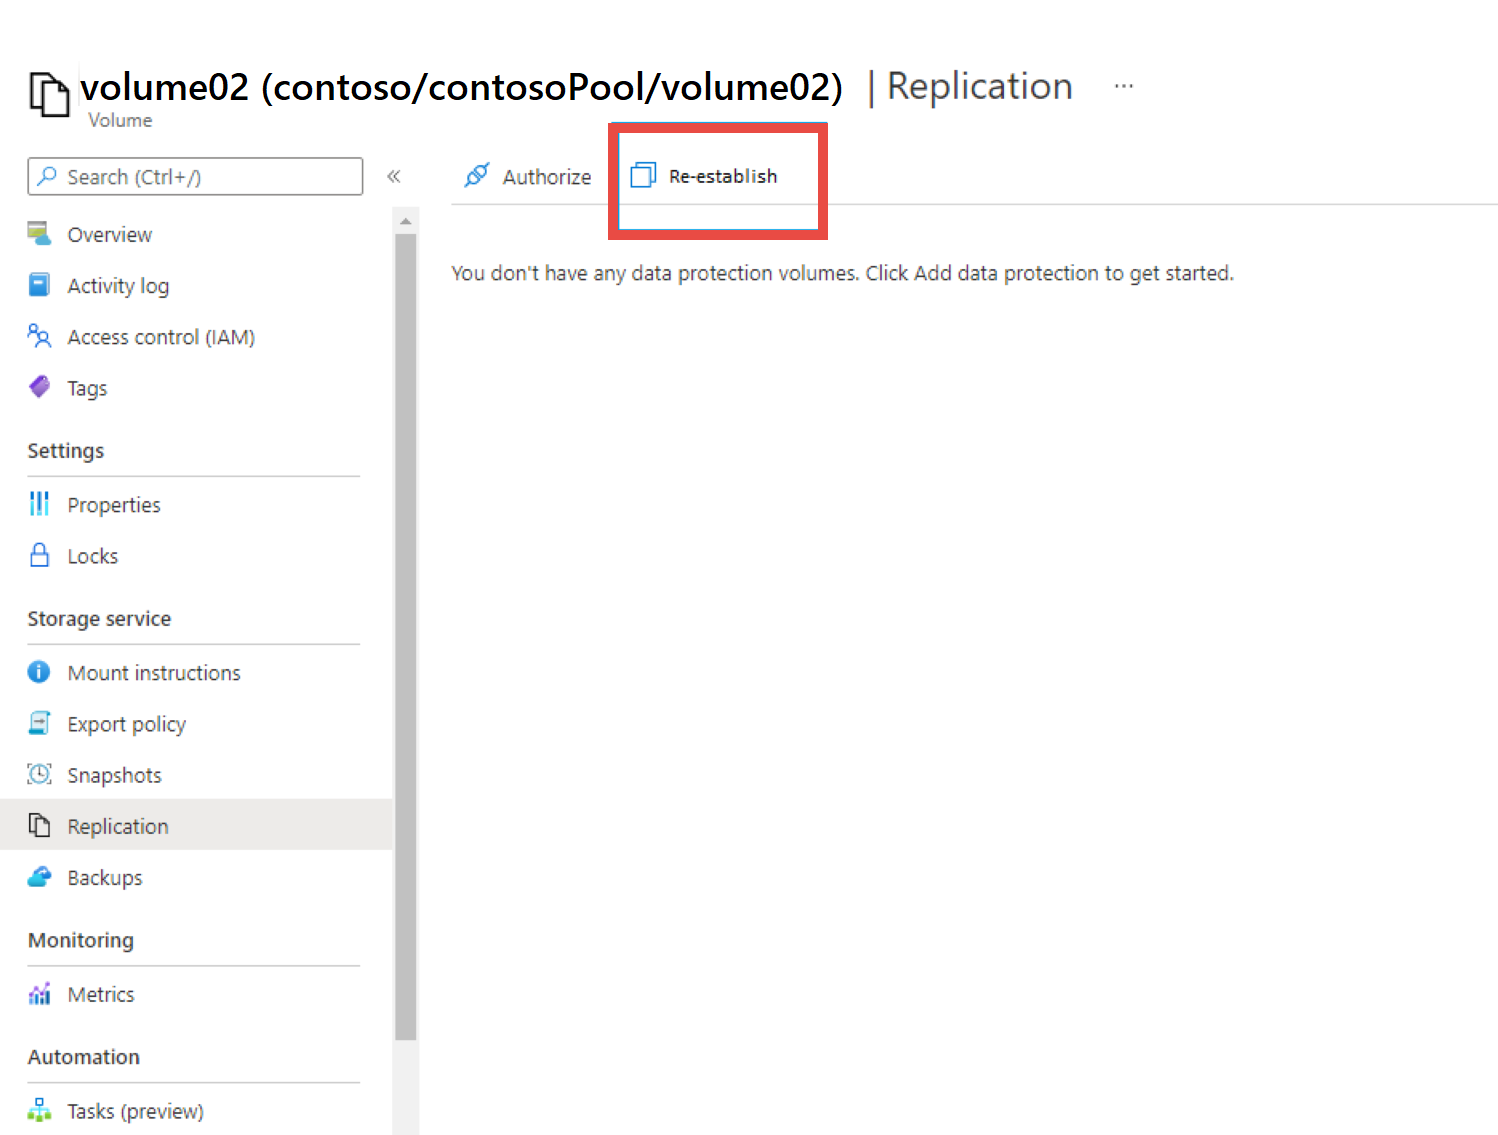 volume02 (contoso/contosoPool/volume02) | Replication ...
Volume
Search (Ctrl+/) «
Authorize Re-establish
You don't have any data protection volumes. Click Add data protection to get started.
Overview
Activity log
Access control (IAM)
Tags
Settings
Properties
Locks
Storage service
Mount instructions
Export policy
Snapshots
Replication
Backups
Monitoring
Metrics
Automation
Tasks (preview)